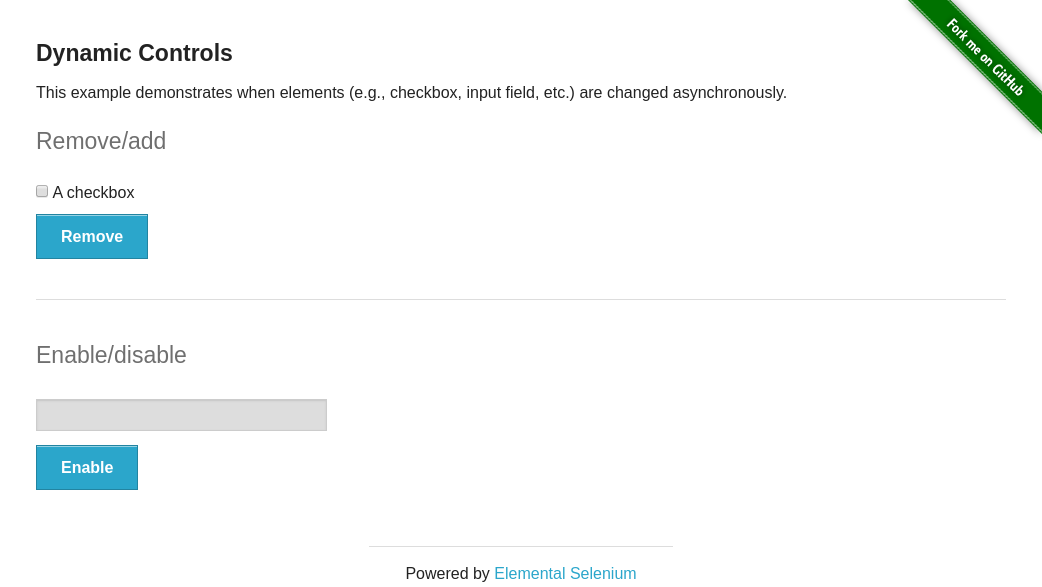 Fork me on GitHub
Dynamic Controls
This example demonstrates when elements (e.g., checkbox, input field, etc.) are changed asynchronously.
Remove/add
A checkbox
Remove
Enable/disable
Enable
Powered by Elemental Selenium